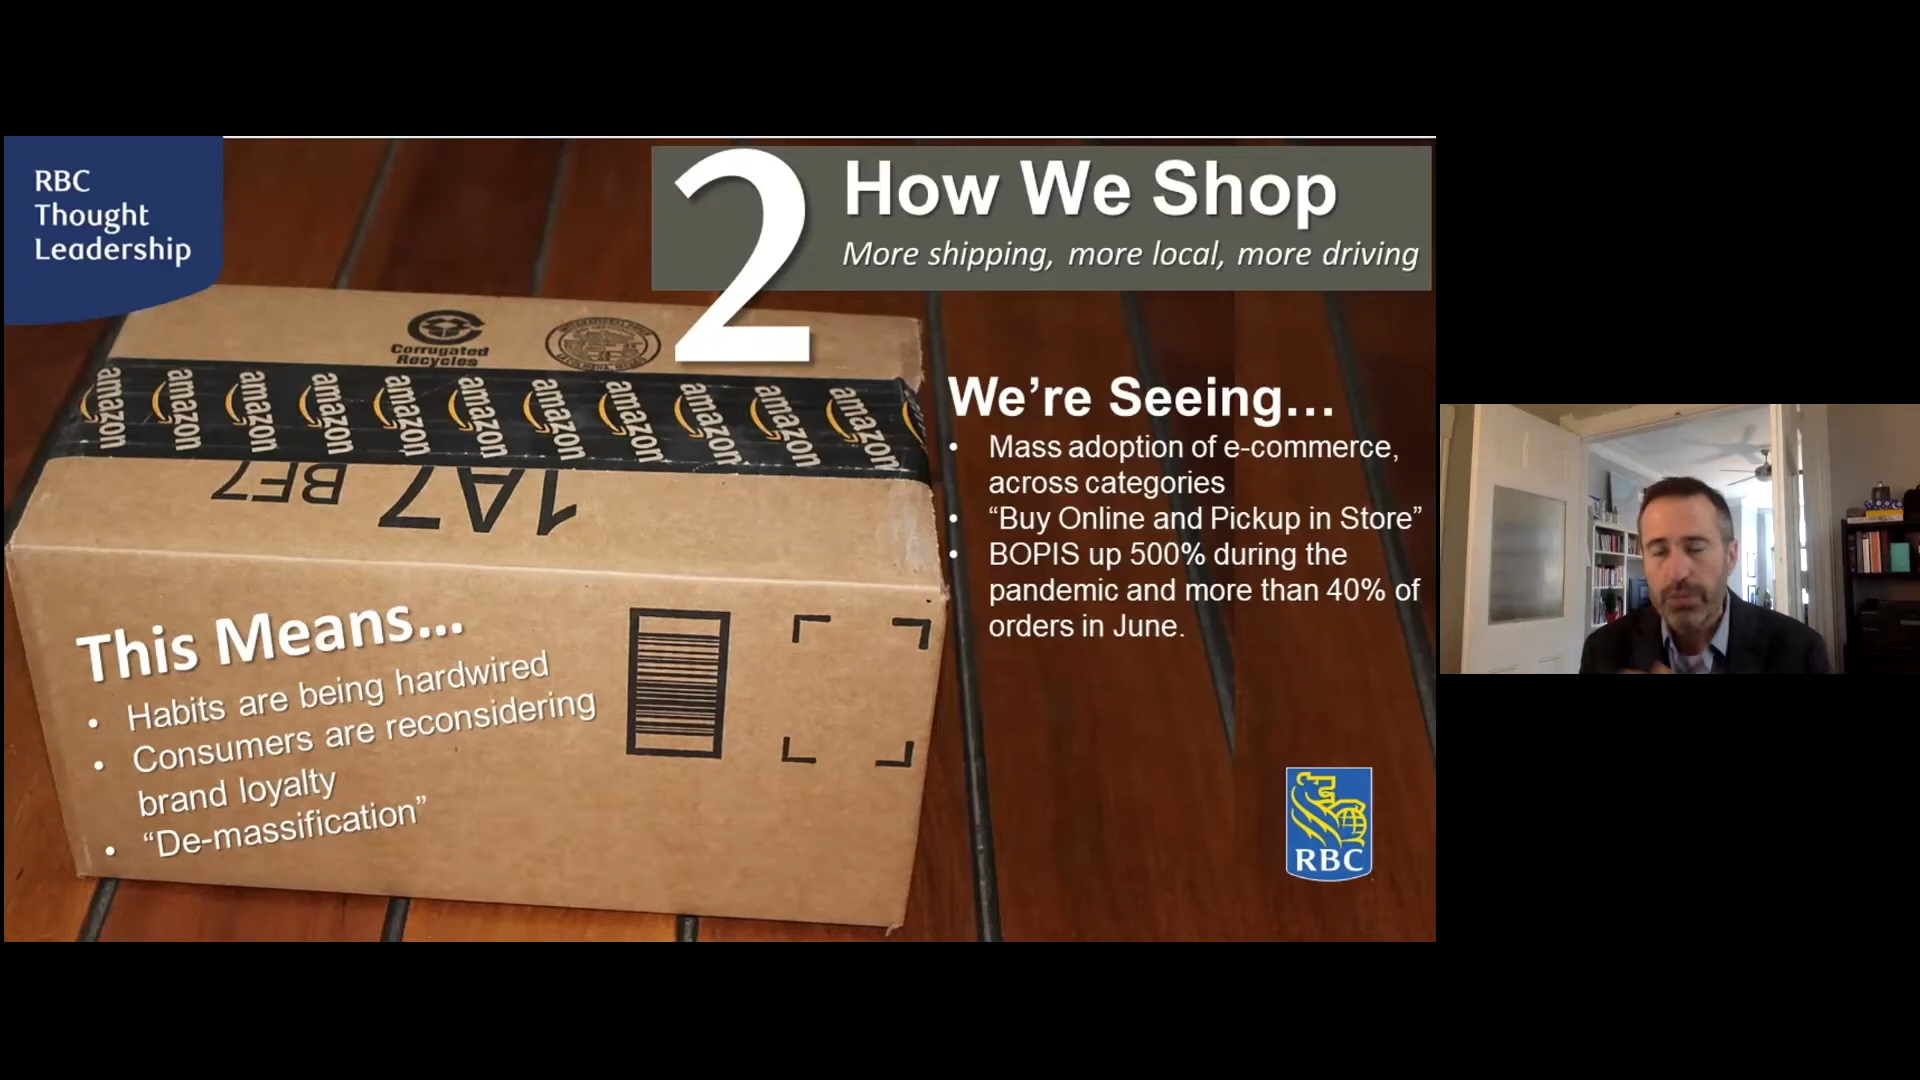 RBC
Thought
Leadership
2
How We Shop
More shipping, more local, more driving
Corrugated
Recycles
amazon amazon amazon amazon amazon amazon amazon amazon amazon amazon amazon
1A7 BF7
We’re Seeing…
• Mass adoption of e-commerce,
across categories
• “Buy Online and Pickup in Store”
• BOPIS up 500% during the
pandemic and more than 40% of
orders in June.
This Means...
• Habits are being hardwired
• Consumers are reconsidering
brand loyalty
• “De-massification”
RBC